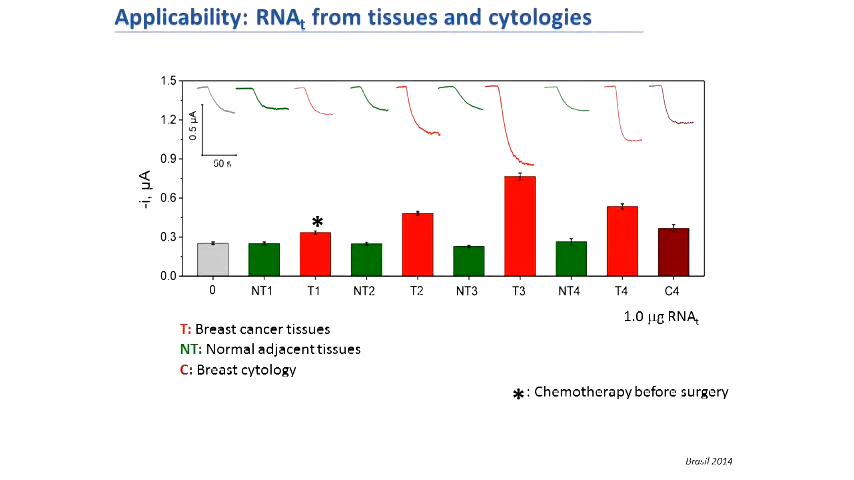 Applicability: RNAt from tissues and cytologies
1.5
1.2
0.9
0.6
0.3
0.0
-i, µA
0.5 µA
50 s
*
0 NT1 T1 NT2 T2 NT3 T3 NT4 T4 C4
1.0 µg RNAt
T: Breast cancer tissues
NT: Normal adjacent tissues
C: Breast cytology
*: Chemotherapy before surgery
Brasil 2014